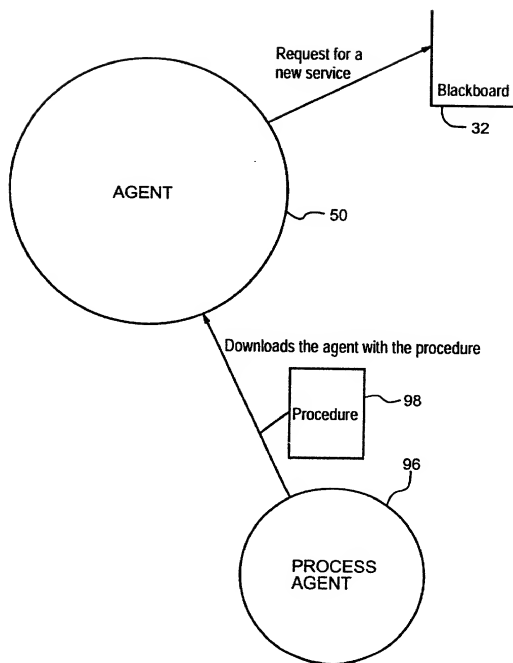 Request for a
new service
Blackboard
32
AGENT
50
Downloads the agent with the procedure
Procedure
98
96
PROCESS
AGENT